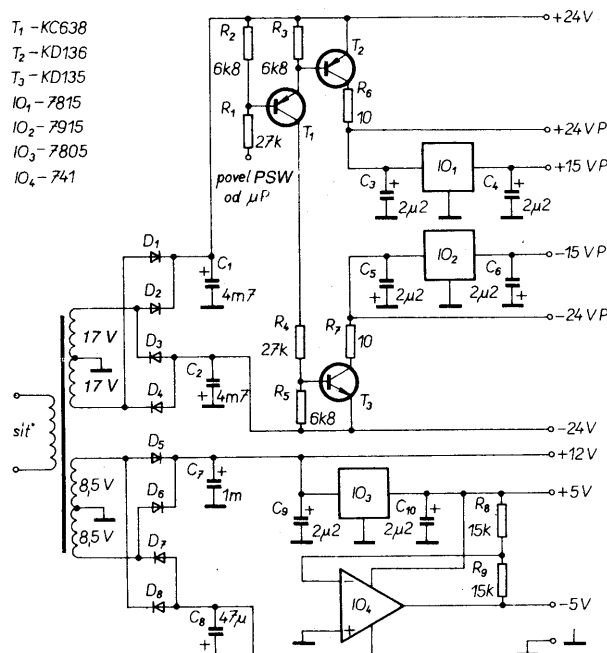 T1 - KC638
T2 - KD136
T3 - KD135
IO1 - 7815
IO2 - 7915
IO3 - 7805
IO4 - 741
R2
6k8
R3
6k8
T2
+24V
R1
27k
T1
R6
10
+24VP
povel PSW
od μP
C3
+
2μ2
IO1
C4
+
2μ2
+15VP
D1
C1
+
4m7
C5
+
2μ2
IO2
C6
+
2μ2
-15VP
D2
-24VP
17V
R4
27k
R7
10
D3
17V
C2
+
4m7
D4
R5
6k8
T3
síť
-24V
D5
+12V
8,5V
C7
+
1m
IO3
+5V
D6
C9
+
2μ2
C10
+
2μ2
R8
15k
8,5V
D7
R9
15k
D8
-
+
IO4
-5V
C8
+
47μ